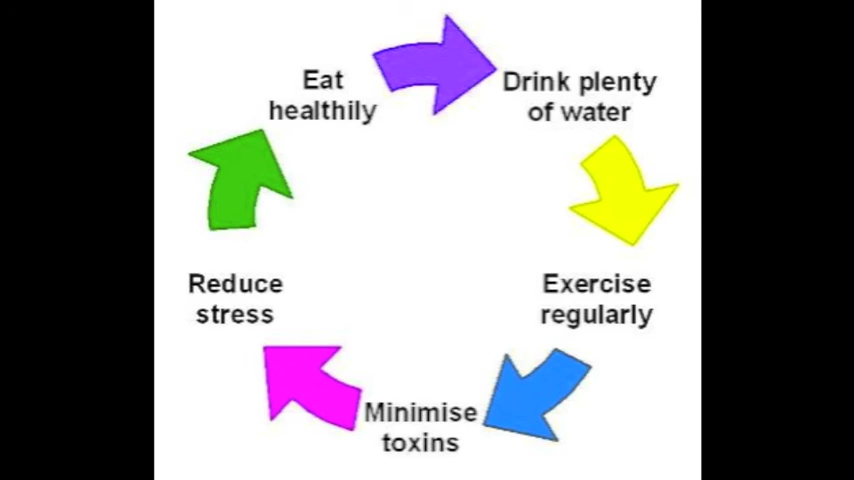 Eat
healthily
Drink plenty
of water
Exercise
regularly
Minimise
toxins
Reduce
stress